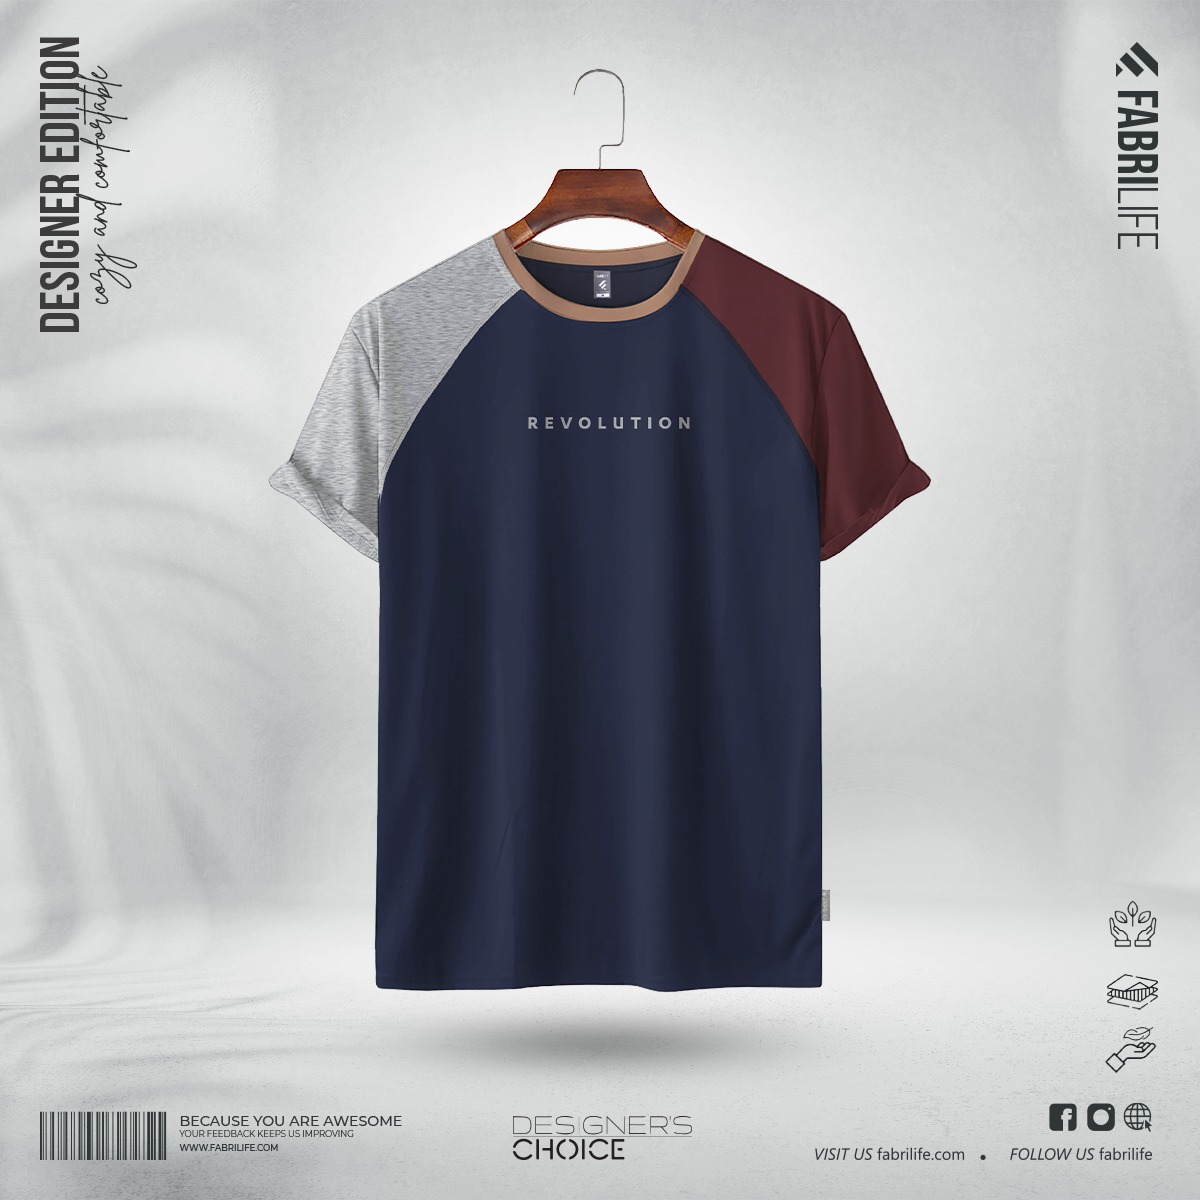 DESIGNER EDITION
cozy and comfortable
FABRILIFE
REVOLUTION
BECAUSE YOU ARE AWESOME
YOUR FEEDBACK KEEPS US IMPROVING
WWW.FABRILIFE.COM
DESIGNER'S
CHOICE
VISIT US fabrilife.com • FOLLOW US fabrilife